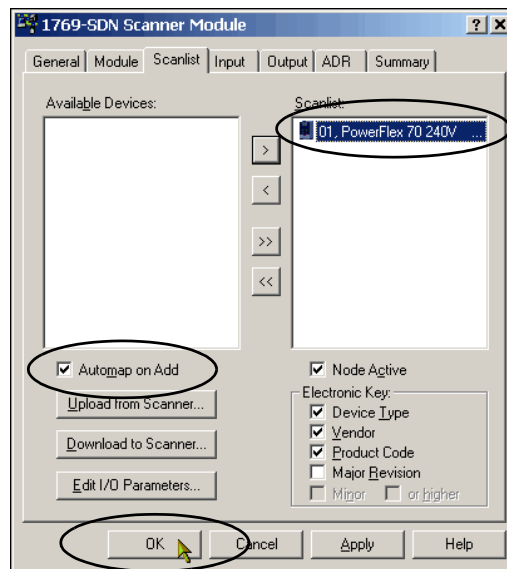 1769-SDN Scanner Module
General Module Scanlist Input Output ADR Summary
Available Devices:
Scanlist:
01, PowerFlex 70 240V ...
>
<
>>
<<
Automap on Add
Node Active
Upload from Scanner...
Download to Scanner...
Edit I/O Parameters...
Electronic Key:
Device Type
Vendor
Product Code
Major Revision
Minor or higher
OK Cancel Apply Help